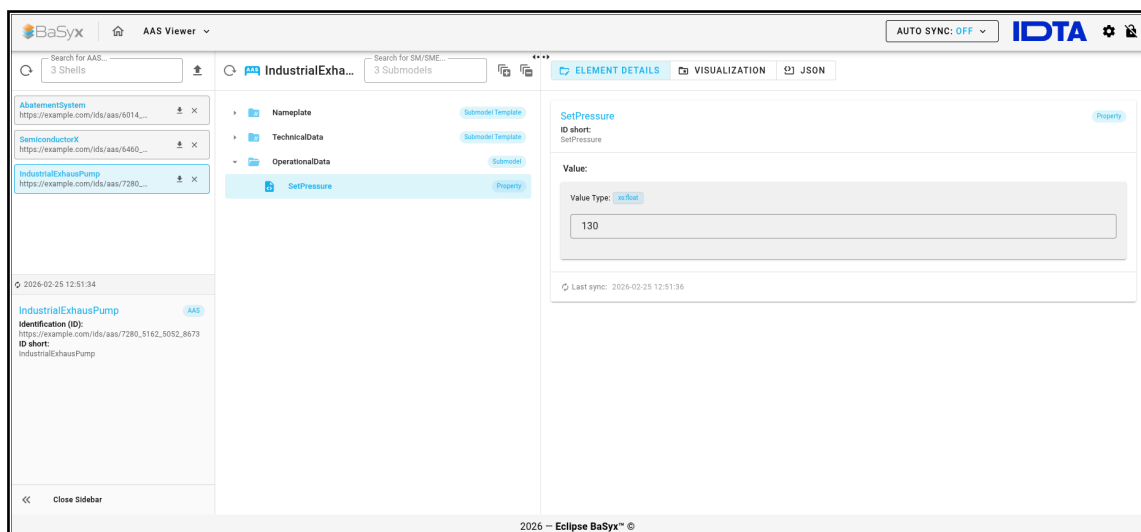 BaSyx
AAS Viewer
AUTO SYNC: OFF
IDTA
Search for AAS...
3 Shells
AAS
IndustrialExha...
Search for SM/SME...
3 Submodels
ELEMENT DETAILS
VISUALIZATION
JSON
AbatementSystem
https://example.com/ids/aas/6014_...
SemiconductorX
https://example.com/ids/aas/6460_...
IndustrialExhausPump
https://example.com/ids/aas/7280_...
Nameplate
Submodel Template
TechnicalData
Submodel Template
OperationalData
Submodel
SetPressure
Property
SetPressure
Property
ID short:
SetPressure
Value:
Value Type: xs:float
130
Last sync: 2026-02-25 12:51:36
2026-02-25 12:51:34
IndustrialExhausPump
AAS
Identification (ID):
https://example.com/ids/aas/7280_5162_5052_8673
ID short:
IndustrialExhausPump
Close Sidebar
2026 — Eclipse BaSyx™ ©